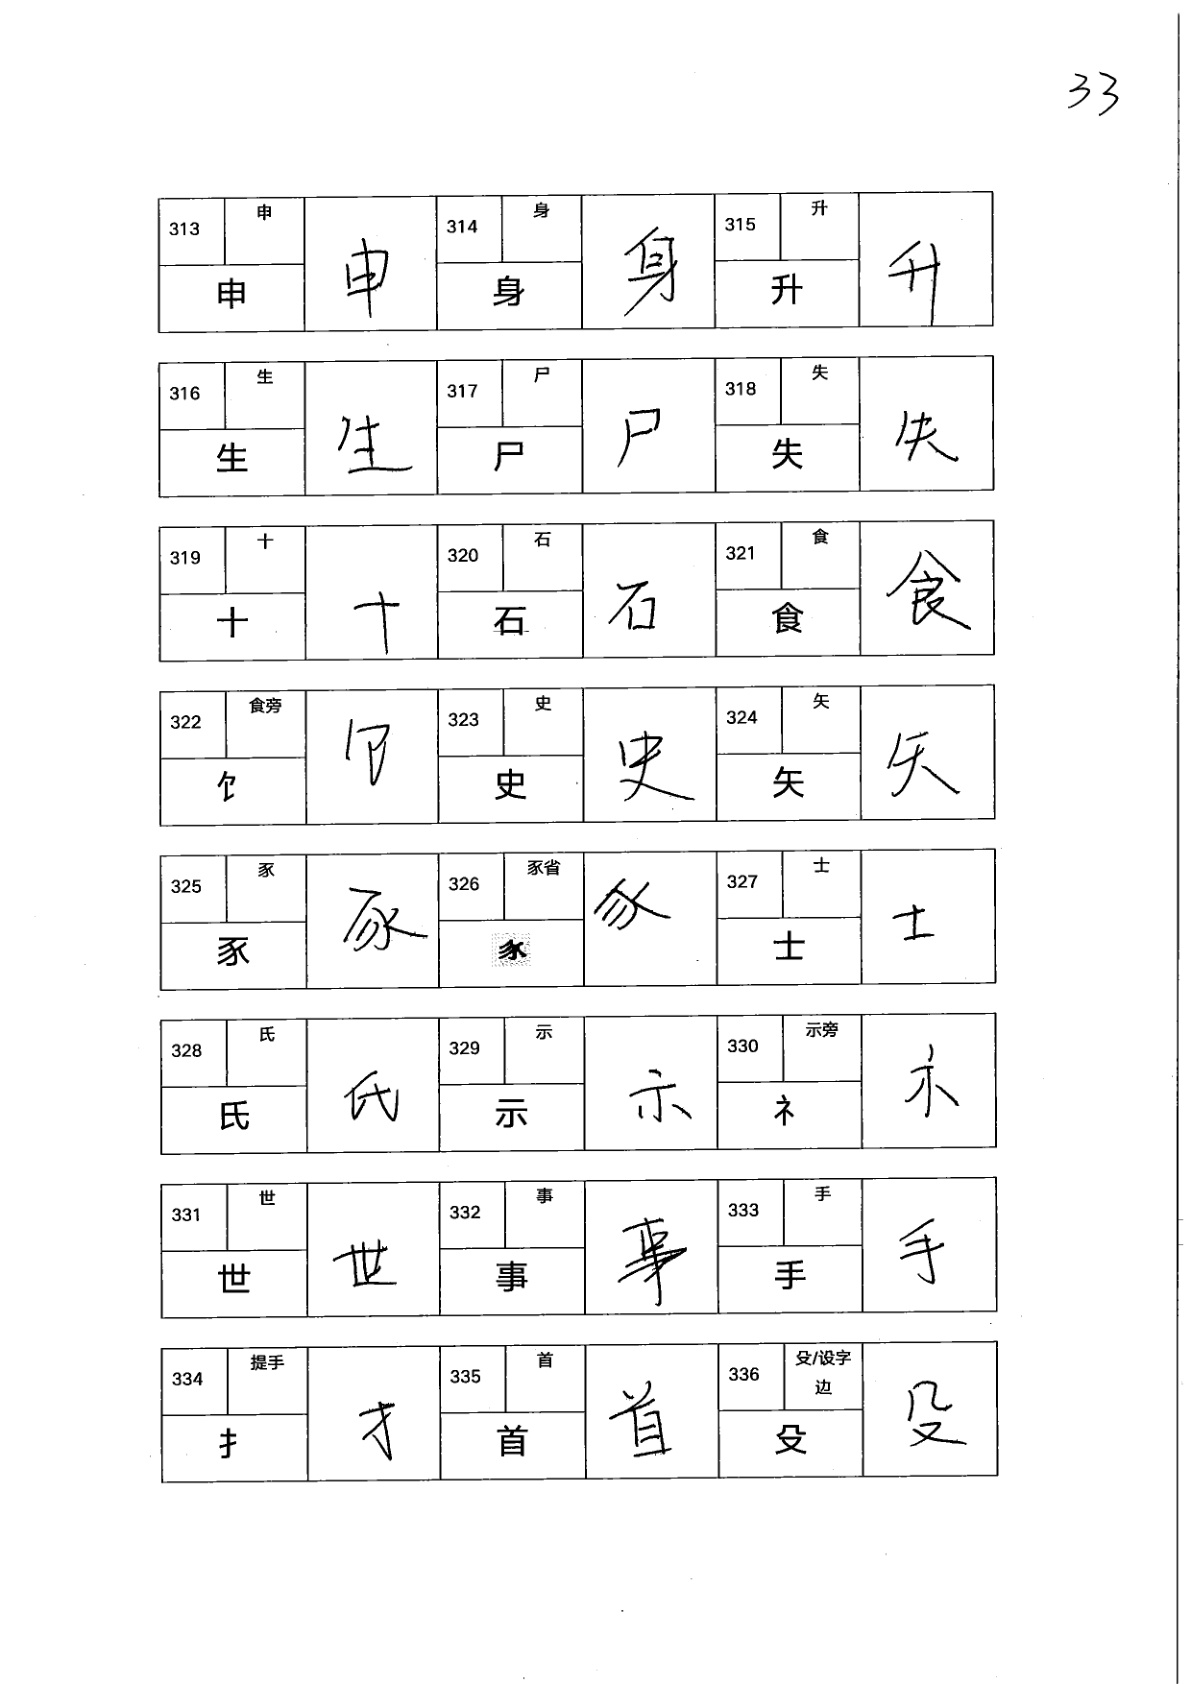 33
313 申 申 申 314 身 身 身 315 升 升 升
316 生 生 生 317 尸 尸 尸 318 失 失 失
319 十 十 十 320 石 石 石 321 食 食 食
322 食旁 饣 323 史 史 史 324 矢 矢 矢
325 豕 豕 豕 326 豕省 327 士 士 士
328 氏 氏 氏 329 示 示 示 330 示旁 礻
331 世 世 世 332 事 事 事 333 手 手 手
334 提手 扌 才 335 首 首 首 336 殳/设字边 殳 殳